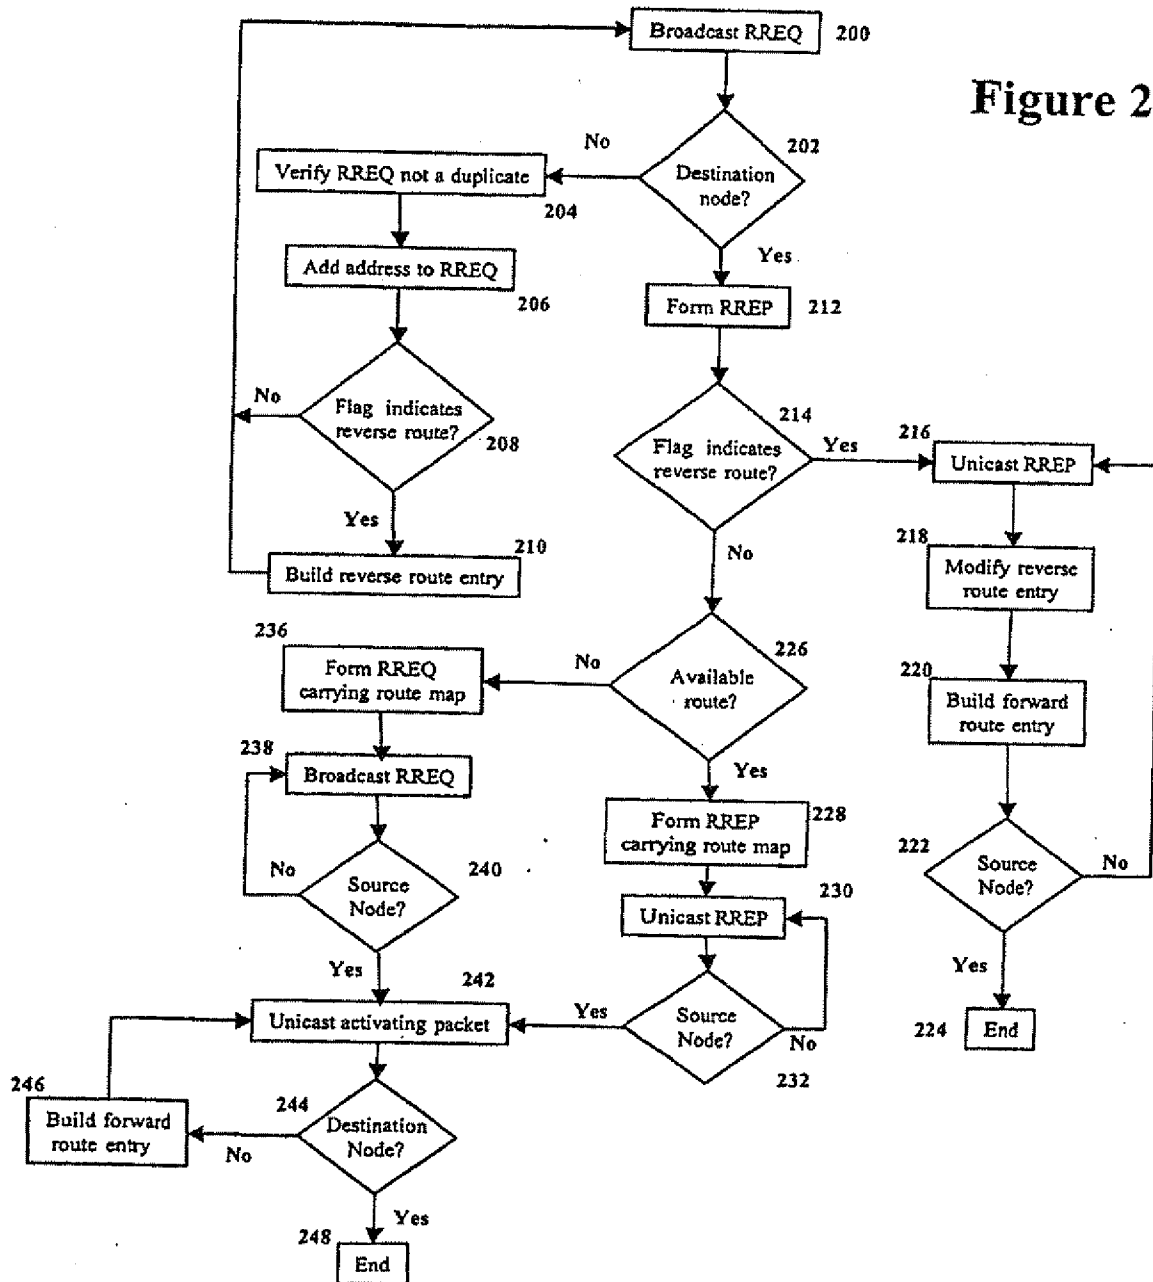 Broadcast RREQ 200
Figure 2
No
202
Verify RREQ not a duplicate
Destination
node?
204
Yes
Add address to RREQ
206
Form RREP 212
No
Flag indicates
reverse route?
208
214
Flag indicates
reverse route?
Yes
216
Unicast RREP
Yes
210
Build reverse route entry
No
218
Modify reverse
route entry
236
Form RREQ
carrying route map
No
226
Available
route?
220
Build forward
route entry
238
Broadcast RREQ
Yes
228
Form RREP
carrying route map
222
Source
Node?
No
No
240
Source
Node?
230
Unicast RREP
Yes
242
Unicast activating packet
Yes
Source
Node?
No
232
Yes
224
End
246
Build forward
route entry
244
Destination
Node?
No
Yes
248
End